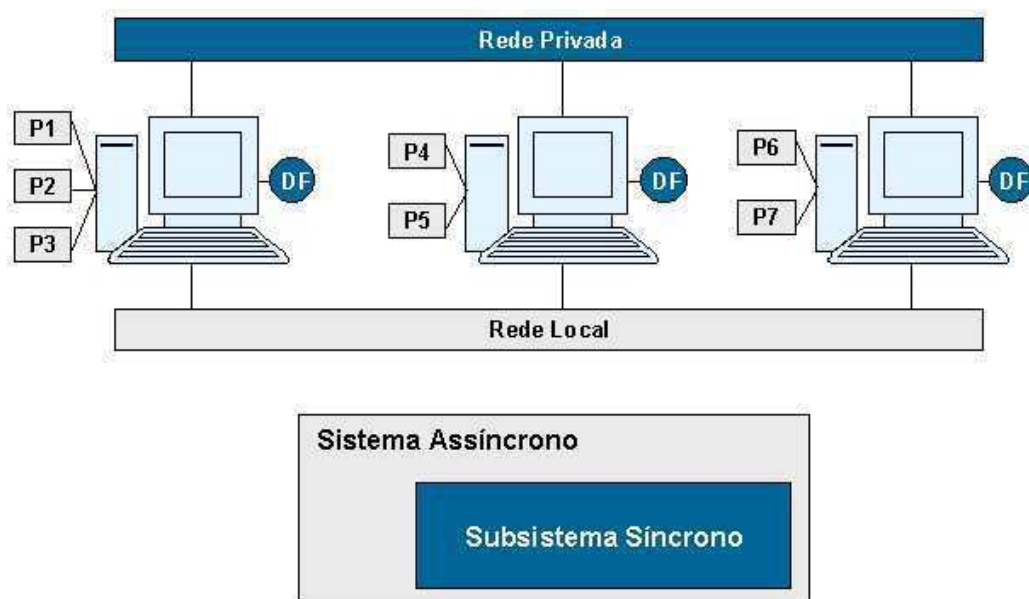 Rede Privada
P1
P2
P3
DF
P4
P5
DF
P6
P7
DF
Rede Local
Sistema Assíncrono
Subsistema Síncrono